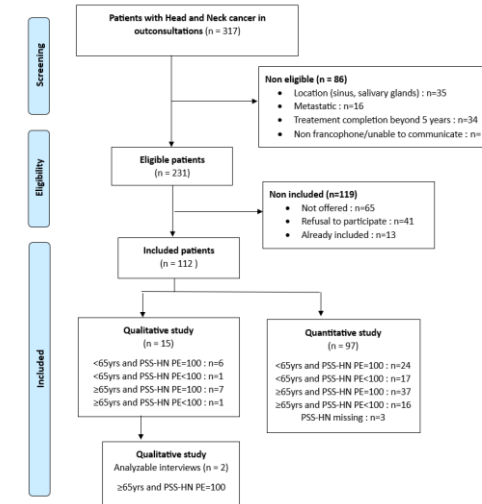 Screening
Patients with Head and Neck cancer in
outconsultations (n = 317)
Non eligible (n = 86)
• Location (sinus, salivary glands) : n=35
• Metastatic : n=16
• Treatement completion beyond 5 years : n=34
• Non francophone/unable to communicate : n=
Eligibility
Eligible patients
(n = 231)
Non included (n=119)
• Not offered : n=65
• Refusal to participate : n=41
• Already included : n=13
Included
Included patients
(n = 112 )
Qualitative study
(n = 15)
<65yrs and PSS-HN PE=100 : n=6
<65yrs and PSS-HN PE<100 : n=1
≥65yrs and PSS-HN PE=100 : n=7
≥65yrs and PSS-HN PE<100 : n=1
Quantitative study
(n = 97)
<65yrs and PSS-HN PE=100 : n=24
<65yrs and PSS-HN PE<100 : n=17
≥65yrs and PSS-HN PE=100 : n=37
≥65yrs and PSS-HN PE<100 : n=16
PSS-HN missing : n=3
Qualitative study
Analyzable interviews (n = 2)
≥65yrs and PSS-HN PE=100